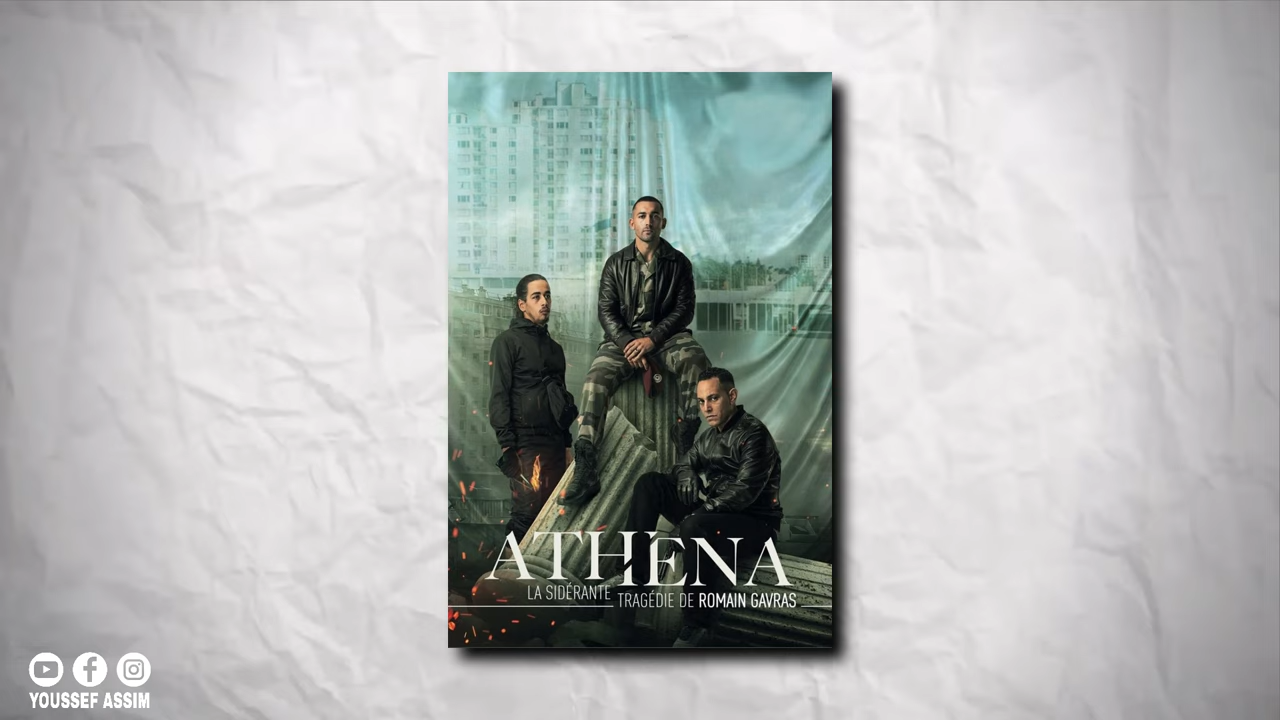 ATHENA
LA SIDÉRANTE
TRAGÉDIE DE ROMAIN GAVRAS
YOUSSEF ASSIM